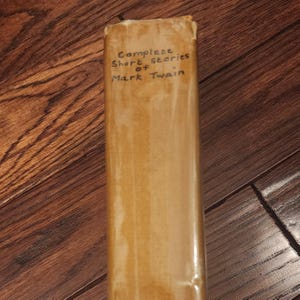 Complete
Short Stories
of
Mark Twain